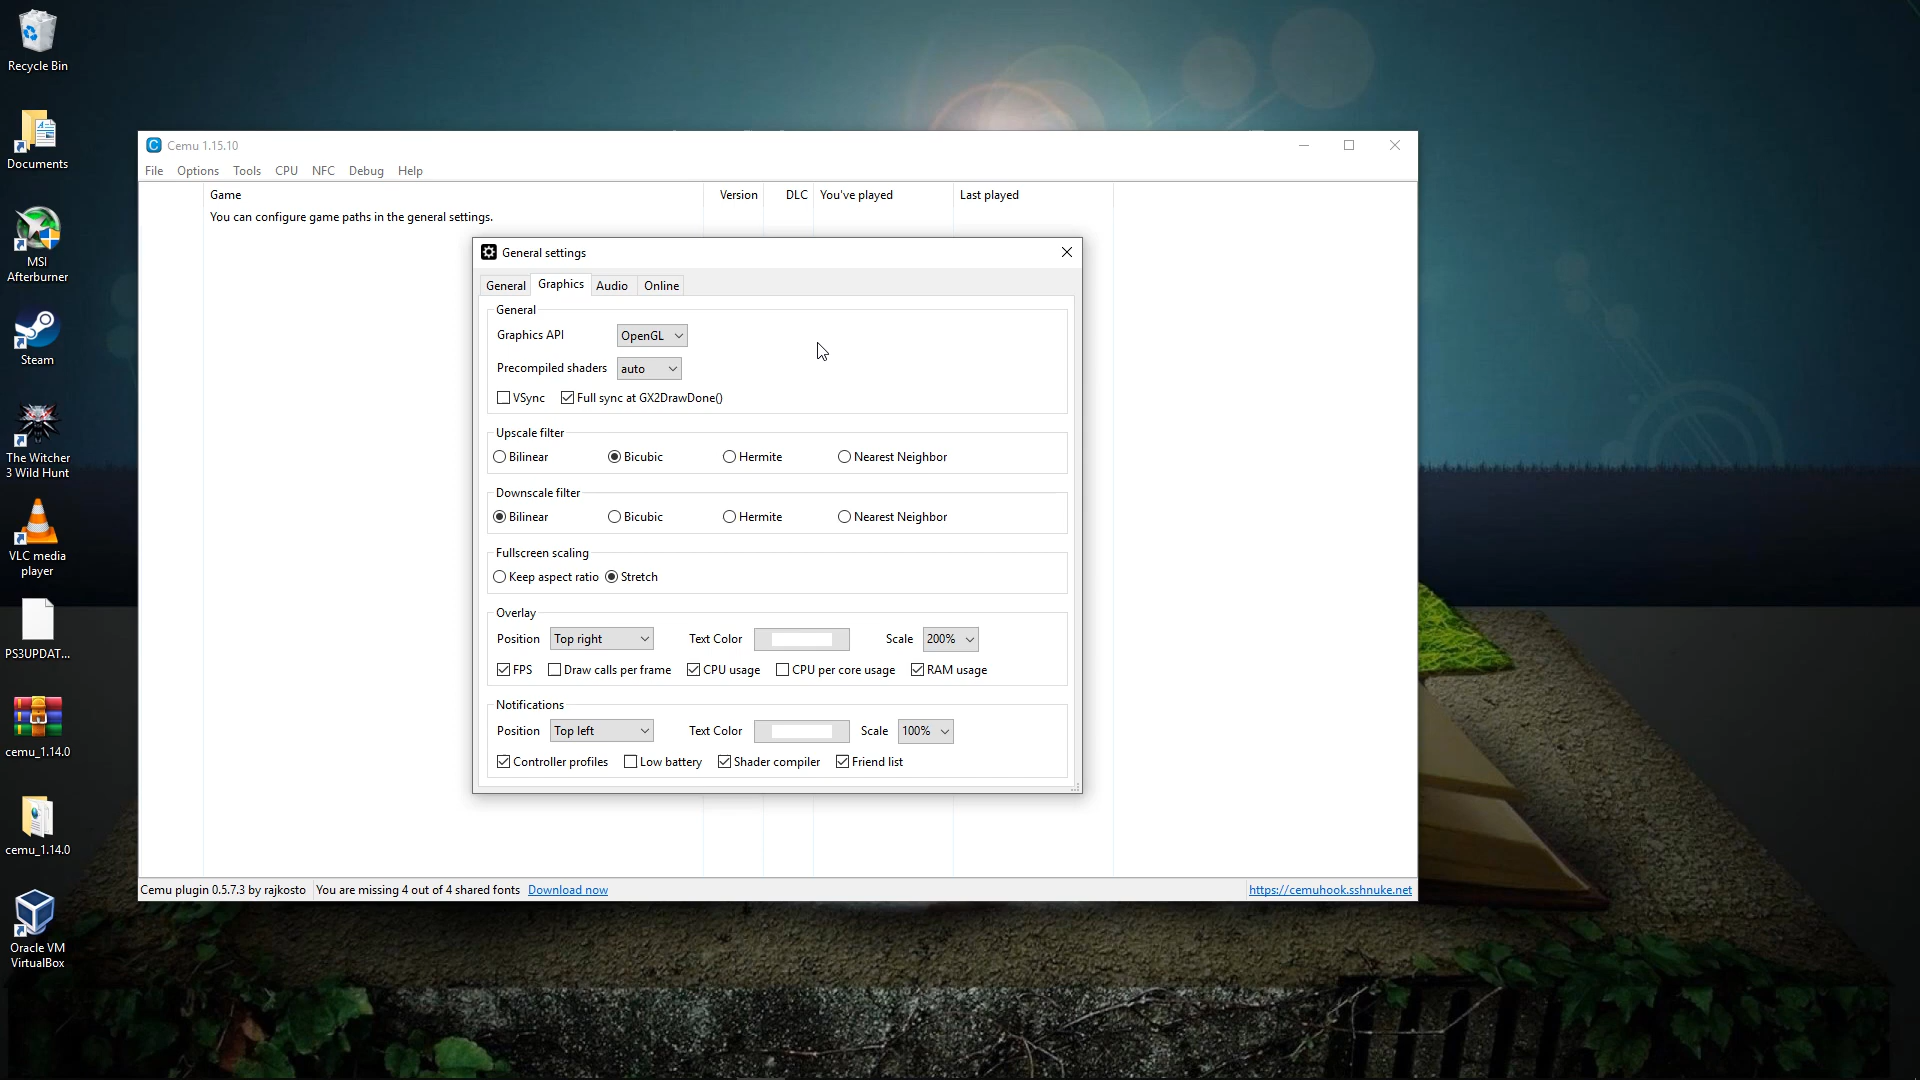 Recycle Bin
Documents
MSI
Afterburner
Steam
The Witcher
3 Wild Hunt
VLC media
player
PS3UPDAT...
cemu_1.14.0
cemu_1.14.0
Oracle VM
VirtualBox
C Cemu 1.15.10
File Options Tools CPU NFC Debug Help
Game Version DLC You've played Last played
You can configure game paths in the general settings.
General settings
General Graphics Audio Online
General
Graphics API OpenGL
Precompiled shaders auto
VSync Full sync at GX2DrawDone()
Upscale filter
Bilinear Bicubic Hermite Nearest Neighbor
Downscale filter
Bilinear Bicubic Hermite Nearest Neighbor
Fullscreen scaling
Keep aspect ratio Stretch
Overlay
Position Top right Text Color Scale 200%
FPS Draw calls per frame CPU usage CPU per core usage RAM usage
Notifications
Position Top left Text Color Scale 100%
Controller profiles Low battery Shader compiler Friend list
Cemu plugin 0.5.7.3 by rajkosto You are missing 4 out of 4 shared fonts Download now https://cemuhook.sshnuke.net